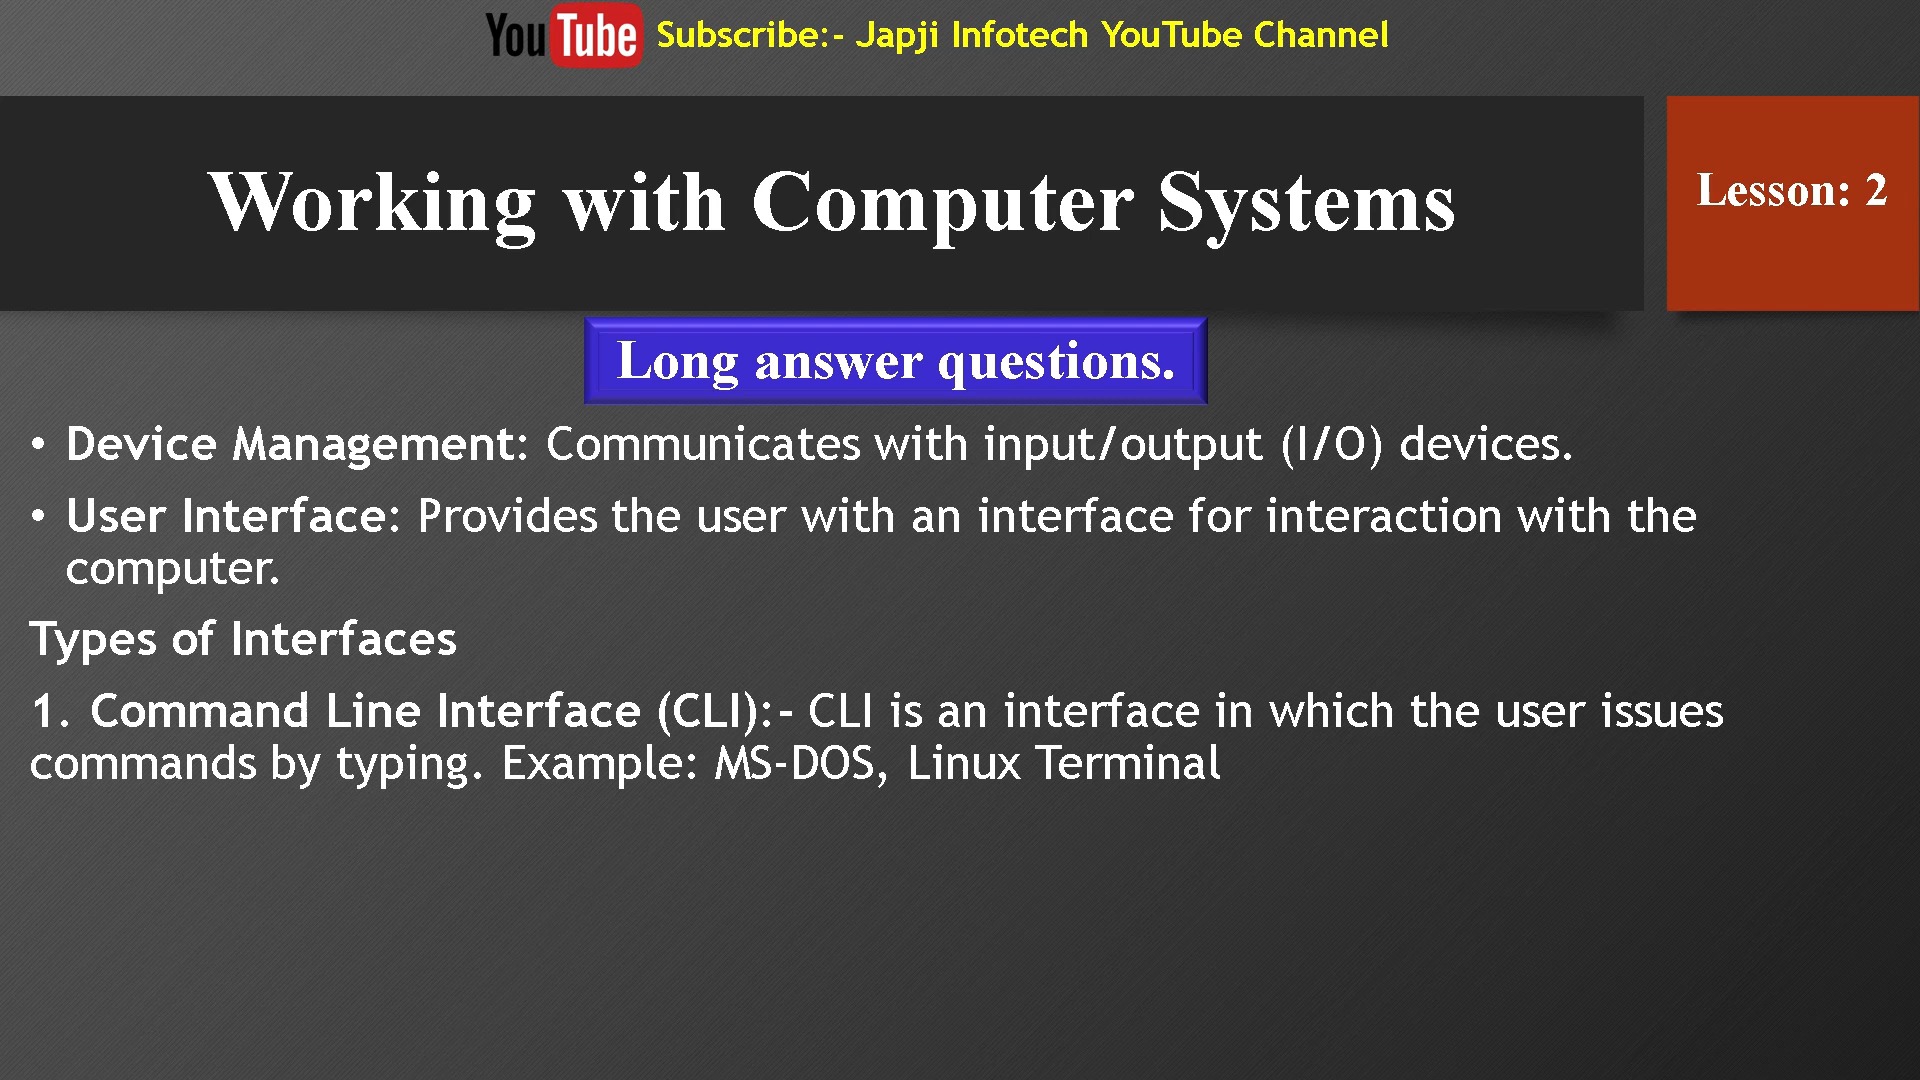 YouTube Subscribe:- Japji Infotech YouTube Channel
Working with Computer Systems
Lesson: 2
Long answer questions.
• Device Management: Communicates with input/output (I/O) devices.
• User Interface: Provides the user with an interface for interaction with the
computer.
Types of Interfaces
1. Command Line Interface (CLI):- CLI is an interface in which the user issues
commands by typing. Example: MS-DOS, Linux Terminal